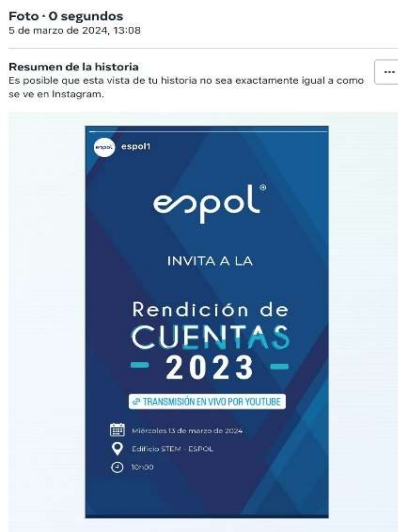 Foto · 0 segundos
5 de marzo de 2024, 13:08
Resumen de la historia
Es posible que esta vista de tu historia no sea exactamente igual a como
se ve en Instagram.
espol espol1
espol®
INVITA A LA
Rendición de
CUENTAS
- 2023 -
TRANSMISIÓN EN VIVO POR YOUTUBE
Miércoles 13 de marzo de 2024
Edificio STEM - ESPOL
10h00